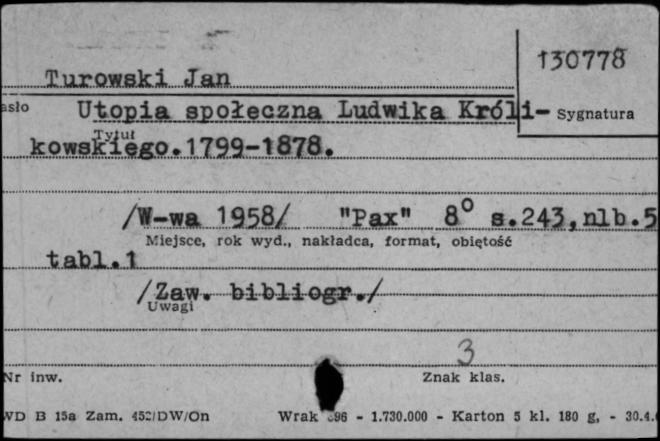 130778
Turowski Jan
asło Utopia społeczna Ludwika Króli- Sygnatura
Tytuł
kowskiego.1799-1878.
/W-wa 1958/ "Pax" 8° s.243,nlb.5
Miejsce, rok wyd., nakładca, format, objętość
tabl.1
/Zaw. bibliogr./
Uwagi
3
Nr inw. Znak klas.
WD B 15a Zam. 452/DW/On Wrak 96 - 1.730.000 - Karton 5 kl. 180 g, - 30.4.